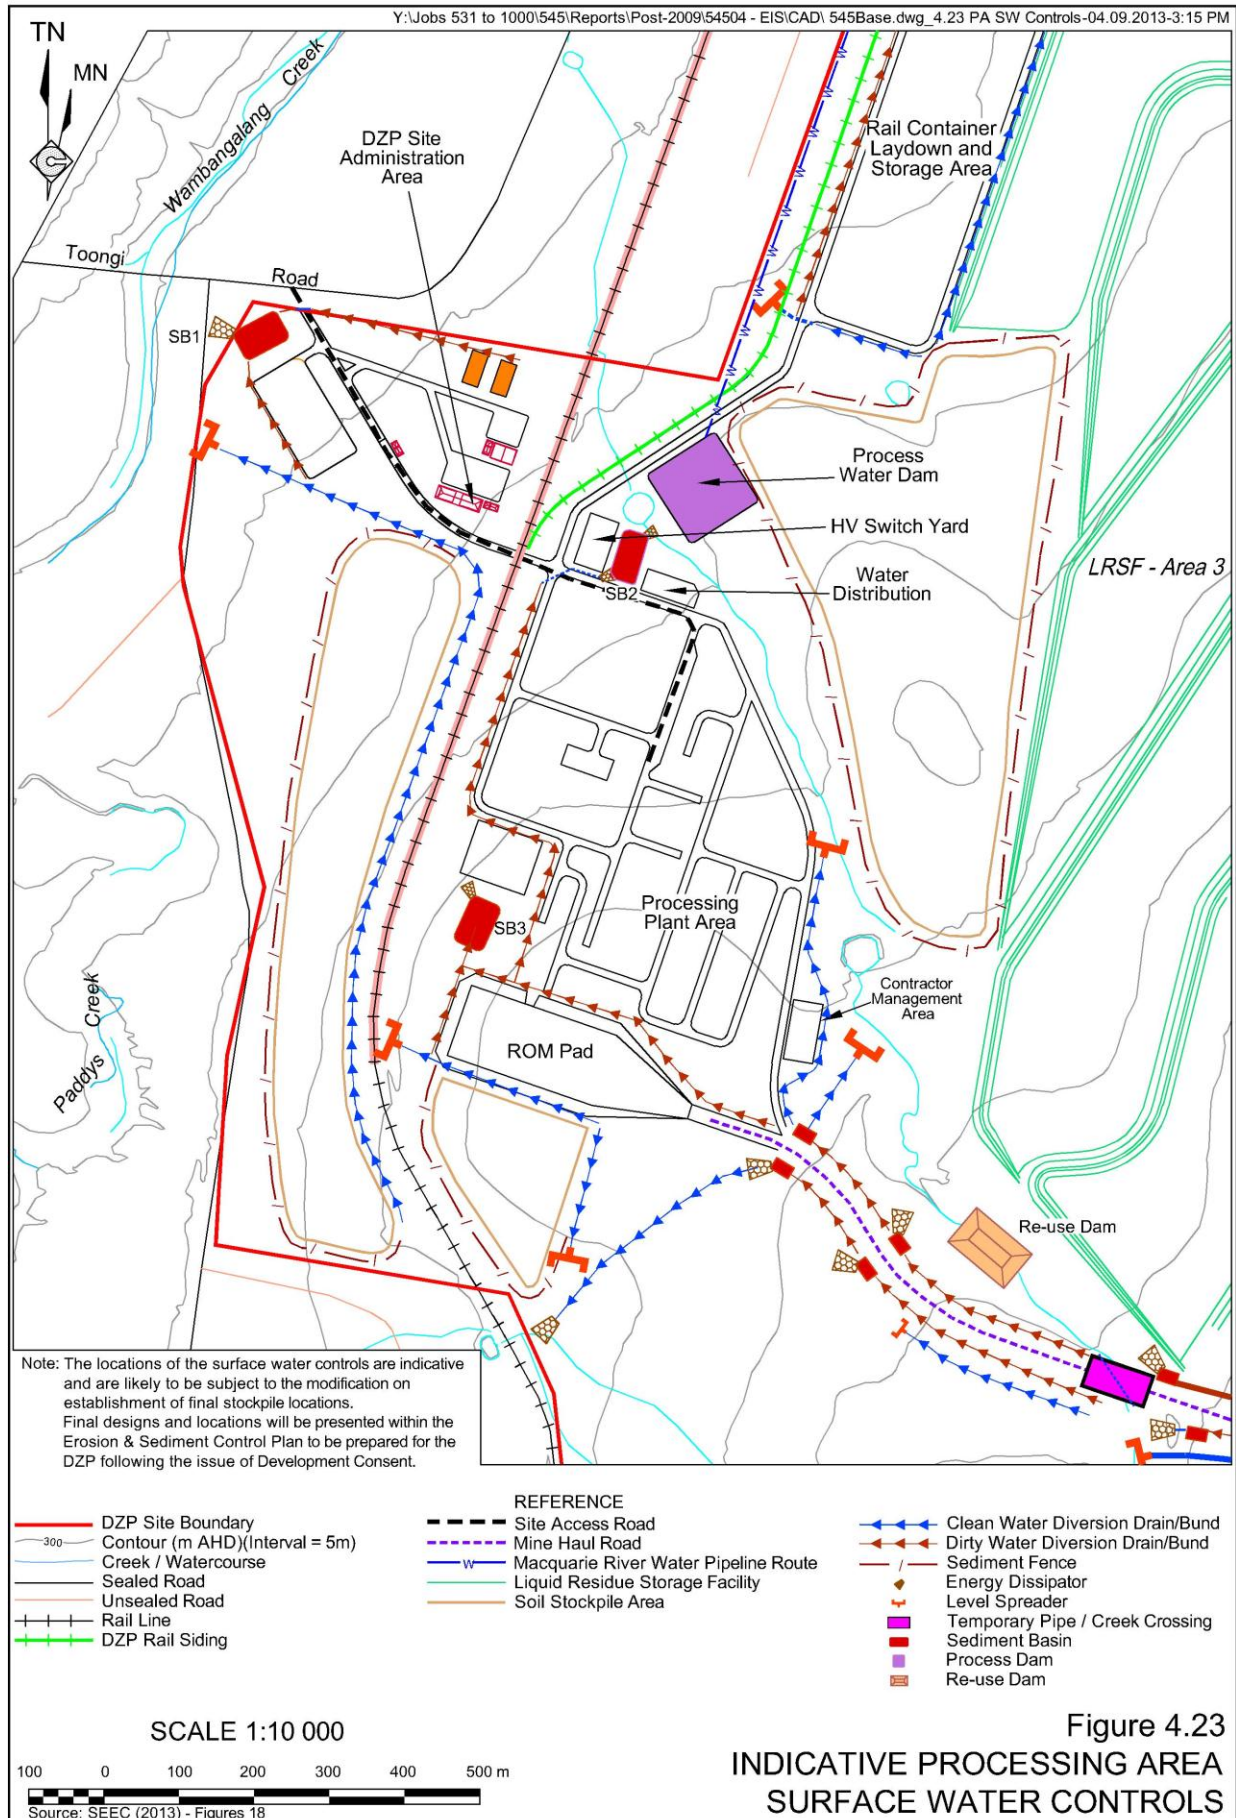 Y:\Jobs 531 to 1000\545\Reports\Post-2009\54504 - EIS\CAD\ 545Base.dwg_4.23 PA SW Controls-04.09.2013-3:15 PM
TN
MN
Wambangalang Creek
DZP Site
Administration
Area
Rail Container
Laydown and
Storage Area
W
W
W
W
W
W
W
Toongi
Road
SB1
Process
Water Dam
HV Switch Yard
Water
Distribution
SB2
LRSF - Area 3
Processing
Plant Area
SB3
Contractor
Management
Area
ROM Pad
Paddys Creek
Re-use Dam
Note: The locations of the surface water controls are indicative
and are likely to be subject to the modification on
establishment of final stockpile locations.
Final designs and locations will be presented within the
Erosion & Sediment Control Plan to be prepared for the
DZP following the issue of Development Consent.
REFERENCE
DZP Site Boundary
300 Contour (m AHD)(Interval = 5m)
Creek / Watercourse
Sealed Road
Unsealed Road
Rail Line
DZP Rail Siding
Site Access Road
Mine Haul Road
W Macquarie River Water Pipeline Route
Liquid Residue Storage Facility
Soil Stockpile Area
Clean Water Diversion Drain/Bund
Dirty Water Diversion Drain/Bund
Sediment Fence
Energy Dissipator
Level Spreader
Temporary Pipe / Creek Crossing
Sediment Basin
Process Dam
Re-use Dam
SCALE 1:10 000
100 0 100 200 300 400 500 m
Source: SEEC (2013) - Figures 18
Figure 4.23
INDICATIVE PROCESSING AREA
SURFACE WATER CONTROLS